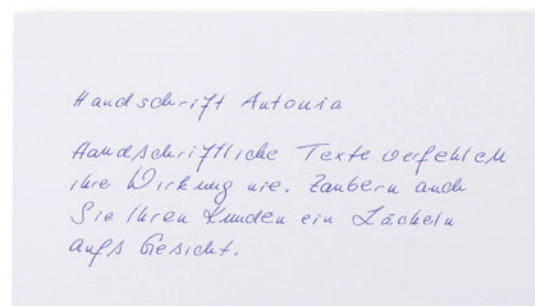 Handschrift Antonia
Handschriftliche Texte verfehlen
ihre Wirkung nie. Zaubern auch
Sie Ihren Kunden ein Lächeln
aufs Gesicht.